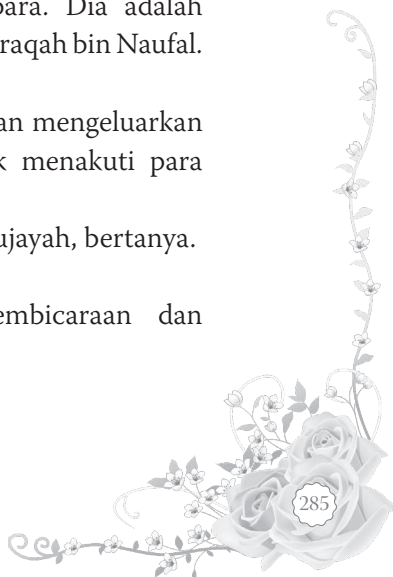 para. Dia adalah
raqah bin Naufal.
an mengeluarkan
k menakuti para
ujayah, bertanya.
embicaraan dan
285